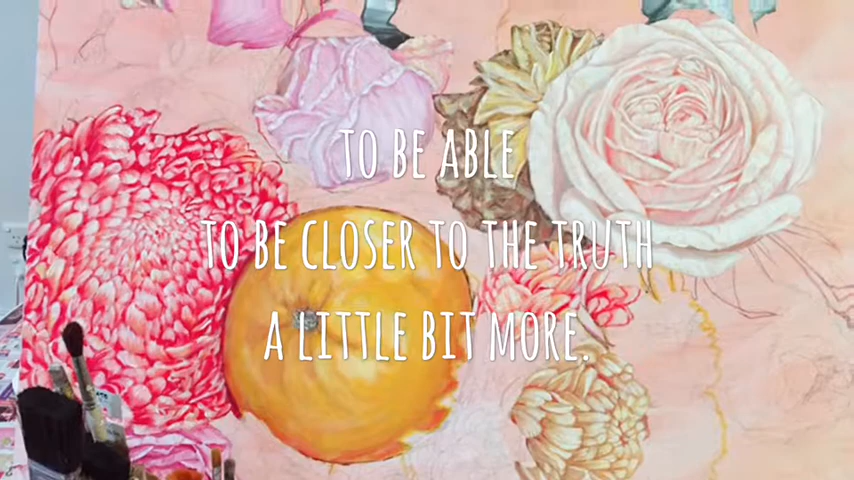 TO BE ABLE
TO BE CLOSER TO THE TRUTH
A LITTLE BIT MORE.